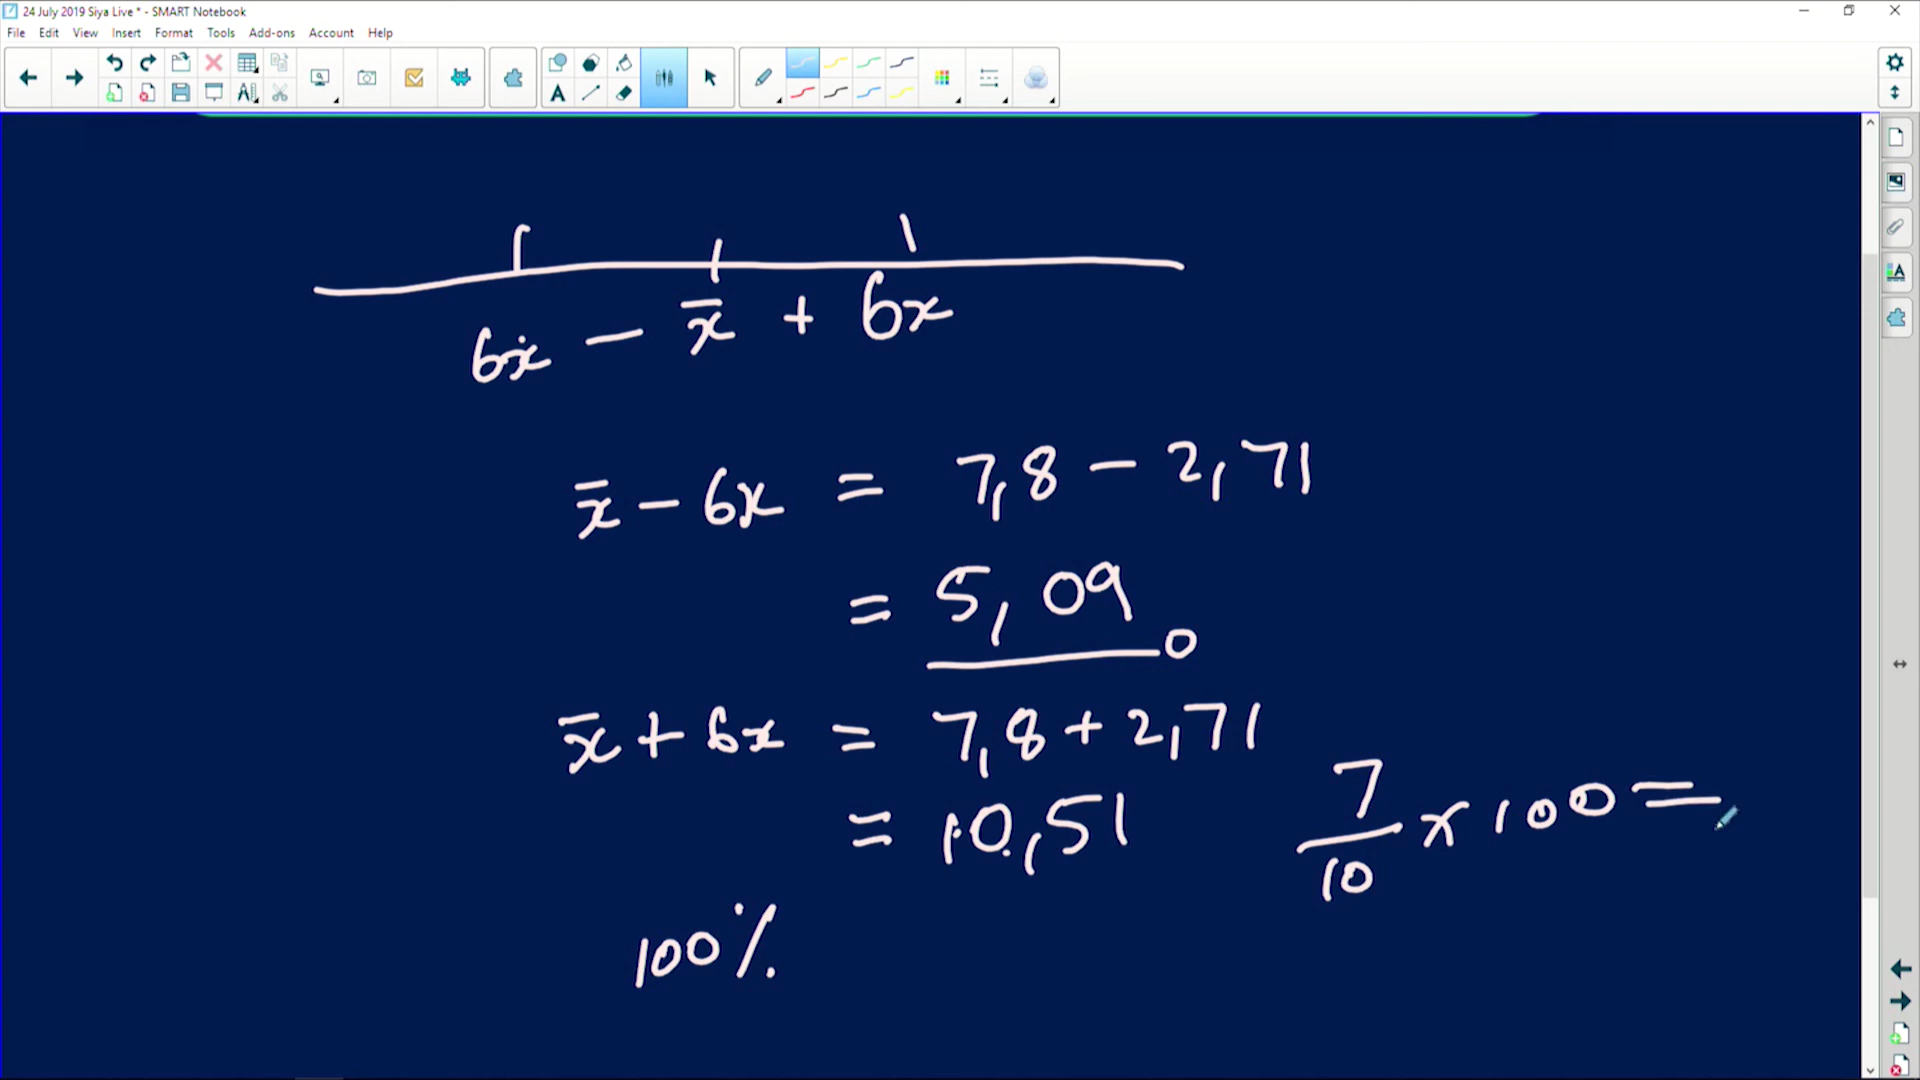 24 July 2019 Siya Live * - SMART Notebook
File Edit View Insert Format Tools Add-ons Account Help
6x − x̄ + 6x
x̄ − 6x = 7,8 − 2,71
= 5,09
x̄ + 6x = 7,8 + 2,71
= 10,51
7/10 × 100 =
100%